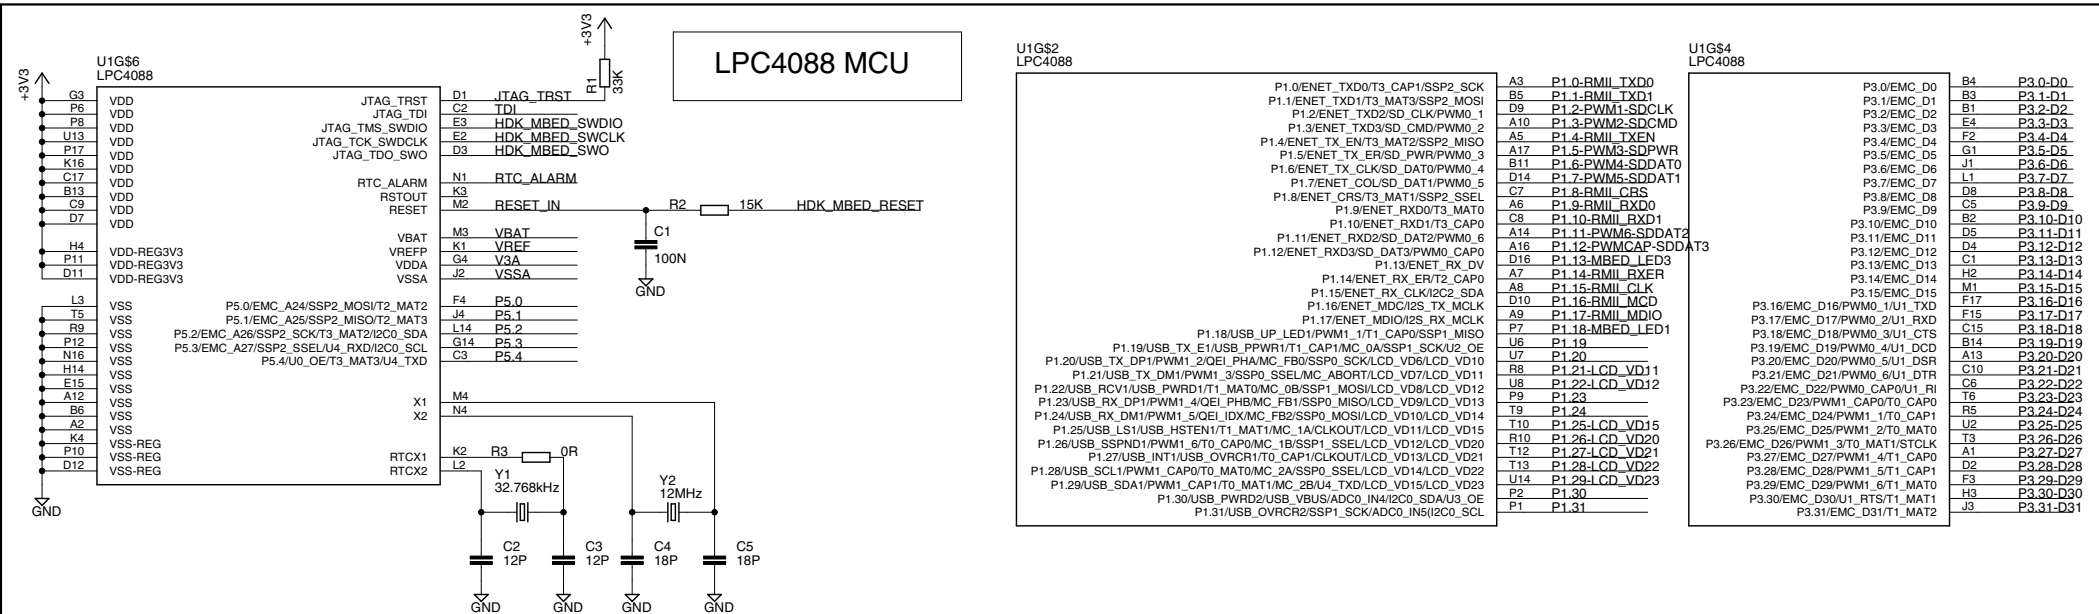 LPC4088 MCU
U1G$6
LPC4088
+3V3
G3 VDD
P6 VDD
P8 VDD
U13 VDD
P17 VDD
K16 VDD
C17 VDD
B13 VDD
C9 VDD
D7 VDD
H4 VDD-REG3V3
P11 VDD-REG3V3
D11 VDD-REG3V3
L3 VSS
T5 VSS
R9 VSS
P12 VSS
N16 VSS
H14 VSS
E15 VSS
A12 VSS
B6 VSS
A2 VSS
K4 VSS-REG
P10 VSS-REG
D12 VSS-REG
GND
+3V3
R1
33K
JTAG_TRST D1 JTAG_TRST
JTAG_TDI C2 TDI
JTAG_TMS_SWDIO E3 HDK_MBED_SWDIO
JTAG_TCK_SWDCLK E2 HDK_MBED_SWCLK
JTAG_TDO_SWO D3 HDK_MBED_SWO
RTC_ALARM N1 RTC_ALARM
RSTOUT K3
RESET M2 RESET_IN R2 15K HDK_MBED_RESET
C1
100N
GND
VBAT M3 VBAT
VREFP K1 VREF
VDDA G4 V3A
VSSA J2 VSSA
P5.0/EMC_A24/SSP2_MOSI/T2_MAT2 F4 P5.0
P5.1/EMC_A25/SSP2_MISO/T2_MAT3 J4 P5.1
P5.2/EMC_A26/SSP2_SCK/T3_MAT2/I2C0_SDA L14 P5.2
P5.3/EMC_A27/SSP2_SSEL/U4_RXD/I2C0_SCL G14 P5.3
P5.4/U0_OE/T3_MAT3/U4_TXD C3 P5.4
X1 M4
X2 N4
RTCX1 K2 R3 0R
RTCX2 L2
Y1
32.768kHz
Y2
12MHz
C2
12P
C3
12P
C4
18P
C5
18P
GND GND GND GND
U1G$2
LPC4088
P1.0/ENET_TXD0/T3_CAP1/SSP2_SCK A3 P1.0-RMII_TXD0
P1.1/ENET_TXD1/T3_MAT3/SSP2_MOSI B5 P1.1-RMII_TXD1
P1.2/ENET_TXD2/SD_CLK/PWM0_1 D9 P1.2-PWM1-SDCLK
P1.3/ENET_TXD3/SD_CMD/PWM0_2 A10 P1.3-PWM2-SDCMD
P1.4/ENET_TX_EN/T3_MAT2/SSP2_MISO A5 P1.4-RMII_TXEN
P1.5/ENET_TX_ER/SD_PWR/PWM0_3 A17 P1.5-PWM3-SDPWR
P1.6/ENET_TX_CLK/SD_DAT0/PWM0_4 B11 P1.6-PWM4-SDDAT0
P1.7/ENET_COL/SD_DAT1/PWM0_5 D14 P1.7-PWM5-SDDAT1
P1.8/ENET_CRS/T3_MAT1/SSP2_SSEL C7 P1.8-RMII_CRS
P1.9/ENET_RXD0/T3_MAT0 A6 P1.9-RMII_RXD0
P1.10/ENET_RXD1/T3_CAP0 C8 P1.10-RMII_RXD1
P1.11/ENET_RXD2/SD_DAT2/PWM0_6 A14 P1.11-PWM6-SDDAT2
P1.12/ENET_RXD3/SD_DAT3/PWM0_CAP0 A16 P1.12-PWMCAP-SDDAT3
P1.13/ENET_RX_DV D16 P1.13-MBED_LED3
P1.14/ENET_RX_ER/T2_CAP0 A7 P1.14-RMII_RXER
P1.15/ENET_RX_CLK/I2C2_SDA A8 P1.15-RMII_CLK
P1.16/ENET_MDC/I2S_TX_MCLK D10 P1.16-RMII_MCD
P1.17/ENET_MDIO/I2S_RX_MCLK A9 P1.17-RMII_MDIO
P1.18/USB_UP_LED1/PWM1_1/T1_CAP0/SSP1_MISO P7 P1.18-MBED_LED1
P1.19/USB_TX_E1/USB_PPWR1/T1_CAP1/MC_0A/SSP1_SCK/U2_OE U6 P1.19
P1.20/USB_TX_DP1/PWM1_2/QEI_PHA/MC_FB0/SSP0_SCK/LCD_VD6/LCD_VD10 U7 P1.20
P1.21/USB_TX_DM1/PWM1_3/SSP0_SSEL/MC_ABORT/LCD_VD7/LCD_VD11 R8 P1.21-LCD_VD11
P1.22/USB_RCV1/USB_PWRD1/T1_MAT0/MC_0B/SSP1_MOSI/LCD_VD8/LCD_VD12 U8 P1.22-LCD_VD12
P1.23/USB_RX_DP1/PWM1_4/QEI_PHB/MC_FB1/SSP0_MISO/LCD_VD9/LCD_VD13 P9 P1.23
P1.24/USB_RX_DM1/PWM1_5/QEI_IDX/MC_FB2/SSP0_MOSI/LCD_VD10/LCD_VD14 T9 P1.24
P1.25/USB_LS1/USB_HSTEN1/T1_MAT1/MC_1A/CLKOUT/LCD_VD11/LCD_VD15 T10 P1.25-LCD_VD15
P1.26/USB_SSPND1/PWM1_6/T0_CAP0/MC_1B/SSP1_SSEL/LCD_VD12/LCD_VD20 R10 P1.26-LCD_VD20
P1.27/USB_INT1/USB_OVRCR1/T0_CAP1/CLKOUT/LCD_VD13/LCD_VD21 T12 P1.27-LCD_VD21
P1.28/USB_SCL1/PWM1_CAP0/T0_MAT0/MC_2A/SSP0_SSEL/LCD_VD14/LCD_VD22 T13 P1.28-LCD_VD22
P1.29/USB_SDA1/PWM1_CAP1/T0_MAT1/MC_2B/U4_TXD/LCD_VD15/LCD_VD23 U14 P1.29-LCD_VD23
P1.30/USB_PWRD2/USB_VBUS/ADC0_IN4/I2C0_SDA/U3_OE P2 P1.30
P1.31/USB_OVRCR2/SSP1_SCK/ADC0_IN5(I2C0_SCL P1 P1.31
U1G$4
LPC4088
P3.0/EMC_D0 B4 P3.0-D0
P3.1/EMC_D1 B3 P3.1-D1
P3.2/EMC_D2 B1 P3.2-D2
P3.3/EMC_D3 E4 P3.3-D3
P3.4/EMC_D4 F2 P3.4-D4
P3.5/EMC_D5 G1 P3.5-D5
P3.6/EMC_D6 J1 P3.6-D6
P3.7/EMC_D7 L1 P3.7-D7
P3.8/EMC_D8 D8 P3.8-D8
P3.9/EMC_D9 C5 P3.9-D9
P3.10/EMC_D10 B2 P3.10-D10
P3.11/EMC_D11 D5 P3.11-D11
P3.12/EMC_D12 D4 P3.12-D12
P3.13/EMC_D13 C1 P3.13-D13
P3.14/EMC_D14 H2 P3.14-D14
P3.15/EMC_D15 M1 P3.15-D15
P3.16/EMC_D16/PWM0_1/U1_TXD F17 P3.16-D16
P3.17/EMC_D17/PWM0_2/U1_RXD F15 P3.17-D17
P3.18/EMC_D18/PWM0_3/U1_CTS C15 P3.18-D18
P3.19/EMC_D19/PWM0_4/U1_DCD B14 P3.19-D19
P3.20/EMC_D20/PWM0_5/U1_DSR A13 P3.20-D20
P3.21/EMC_D21/PWM0_6/U1_DTR C10 P3.21-D21
P3.22/EMC_D22/PWM0_CAP0/U1_RI C6 P3.22-D22
P3.23/EMC_D23/PWM1_CAP0/T0_CAP0 T6 P3.23-D23
P3.24/EMC_D24/PWM1_1/T0_CAP1 R5 P3.24-D24
P3.25/EMC_D25/PWM1_2/T0_MAT0 U2 P3.25-D25
P3.26/EMC_D26/PWM1_3/T0_MAT1/STCLK T3 P3.26-D26
P3.27/EMC_D27/PWM1_4/T1_CAP0 A1 P3.27-D27
P3.28/EMC_D28/PWM1_5/T1_CAP1 D2 P3.28-D28
P3.29/EMC_D29/PWM1_6/T1_MAT0 F3 P3.29-D29
P3.30/EMC_D30/U1_RTS/T1_MAT1 H3 P3.30-D30
P3.31/EMC_D31/T1_MAT2 J3 P3.31-D31